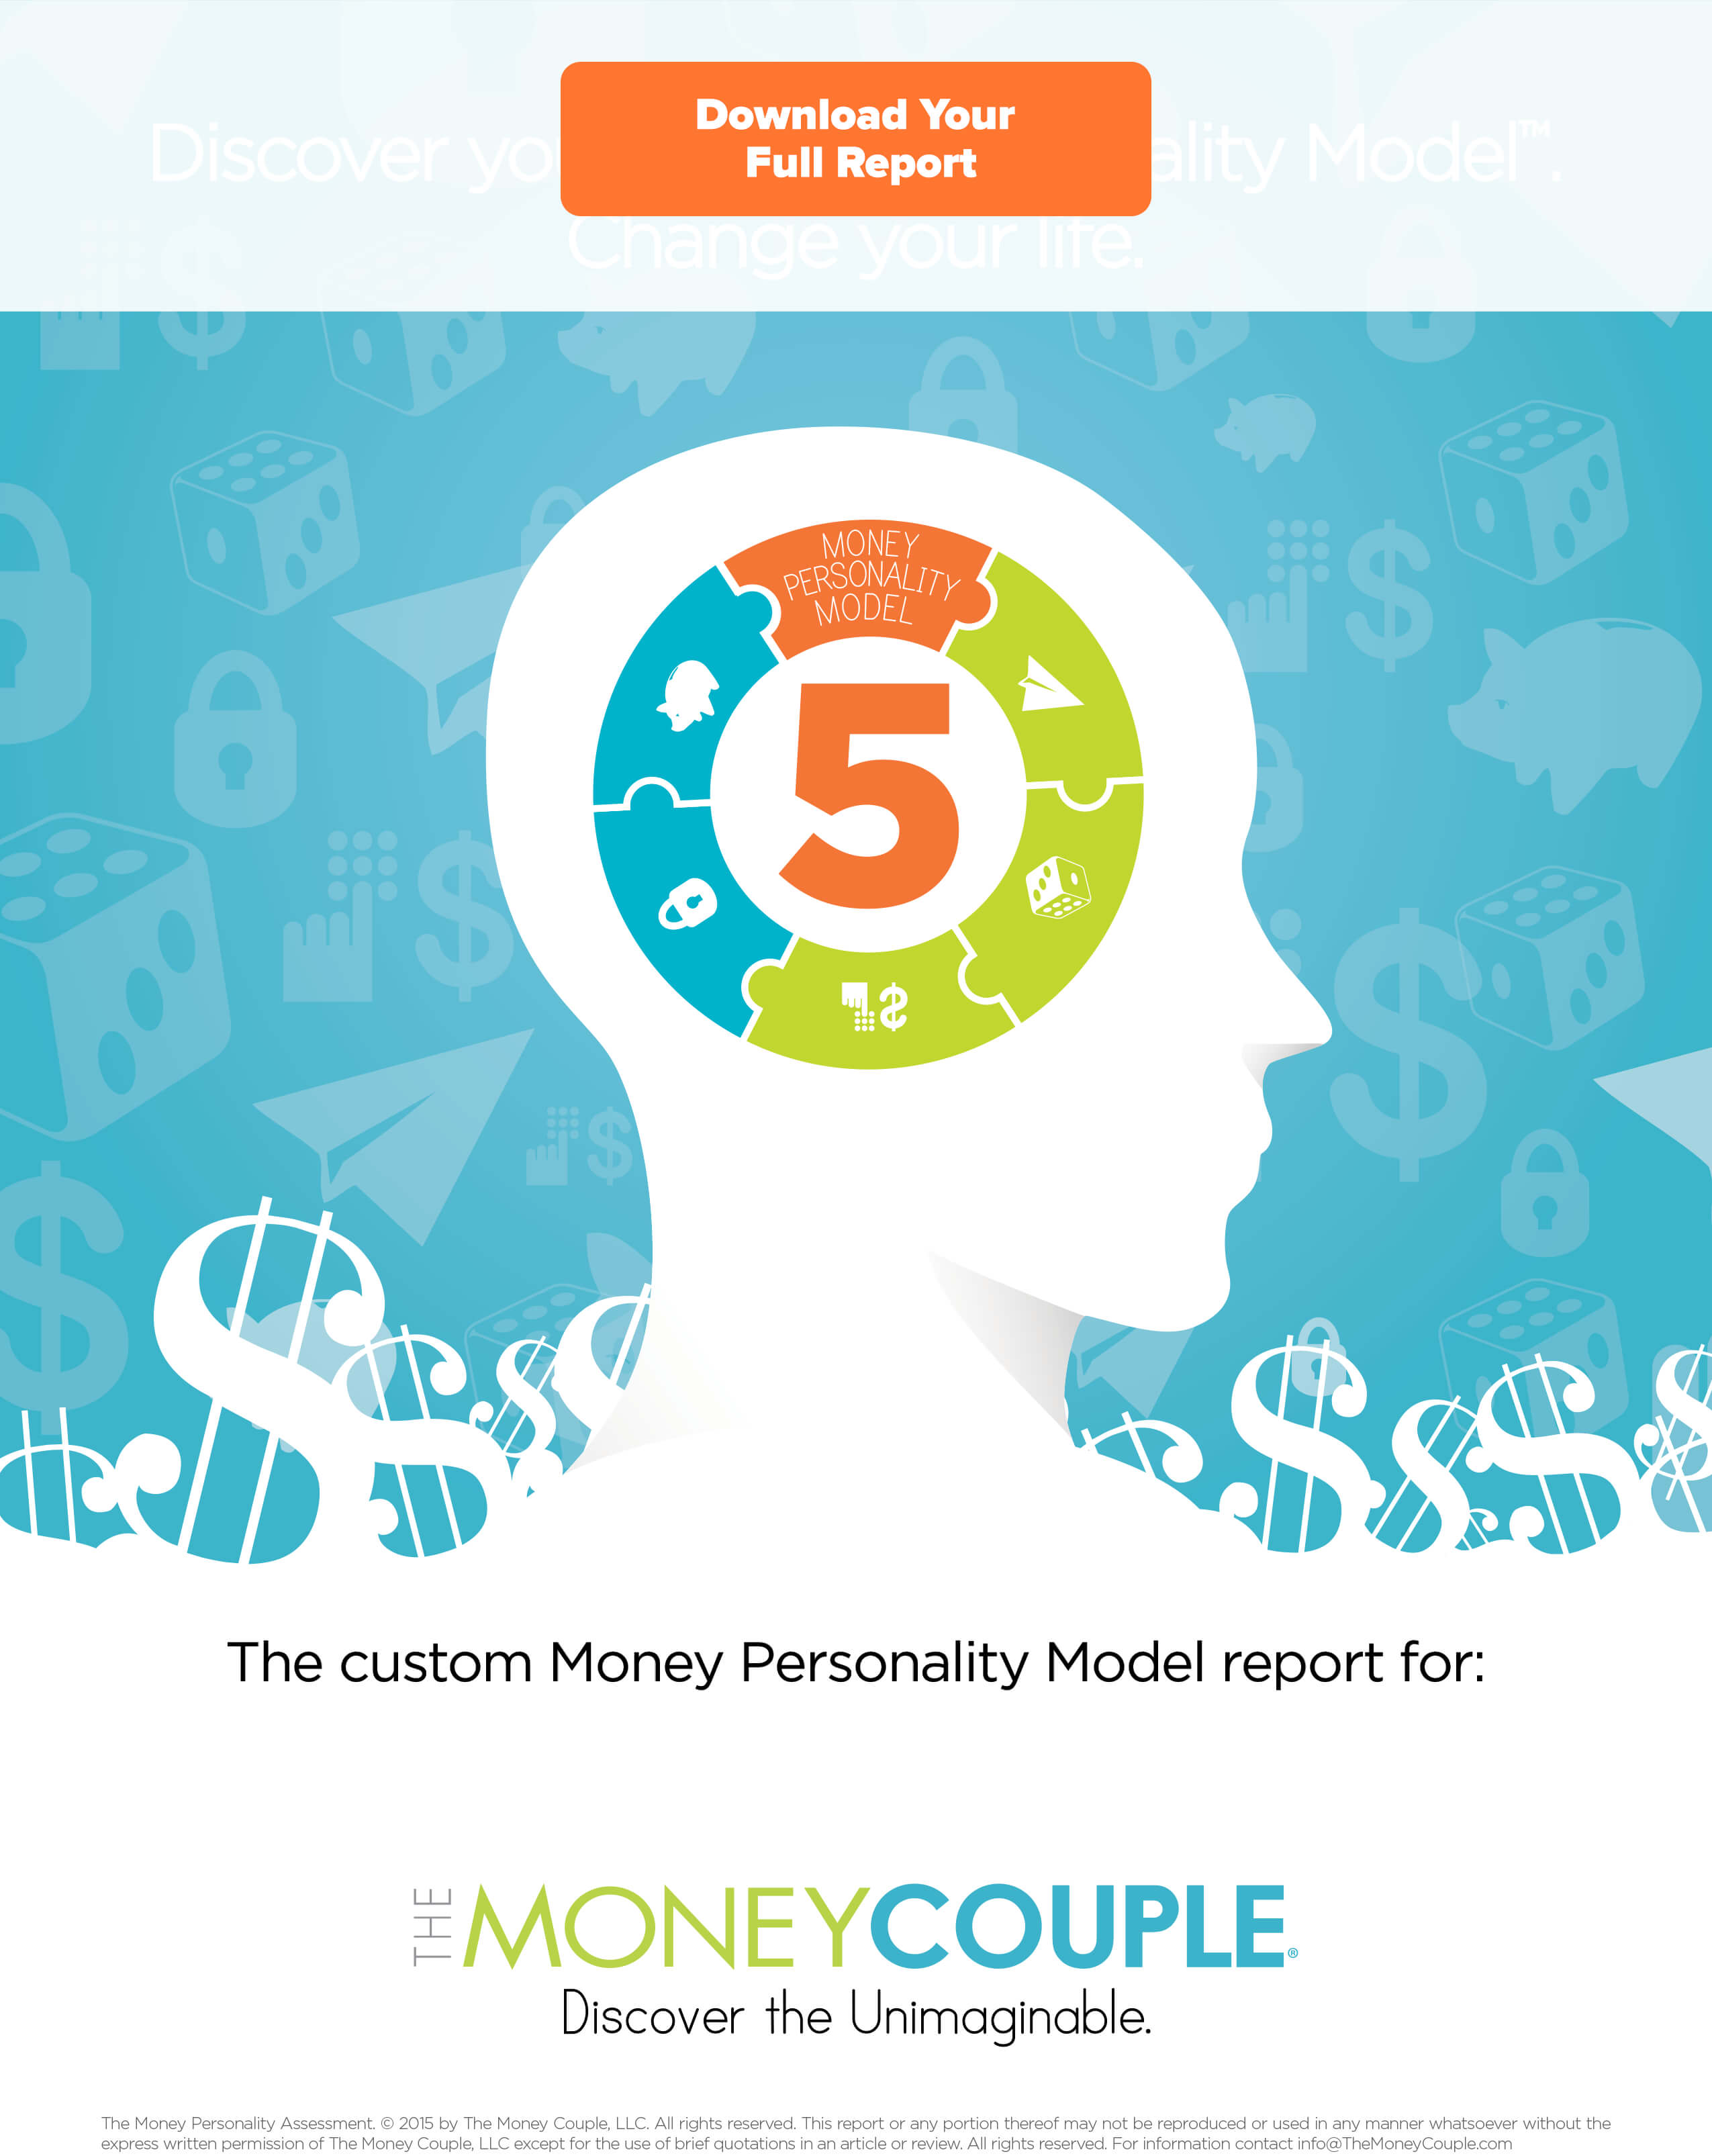 Download Your
Full Report
Discover yo
ality Model™.
Change your life.
MONEY
PERSONALITY
MODEL
5
The custom Money Personality Model report for:
THE MONEYCOUPLE®
Discover the Unimaginable.
The Money Personality Assessment. © 2015 by The Money Couple, LLC. All rights reserved. This report or any portion thereof may not be reproduced or used in any manner whatsoever without the
express written permission of The Money Couple, LLC except for the use of brief quotations in an article or review. All rights reserved. For information contact info@TheMoneyCouple.com